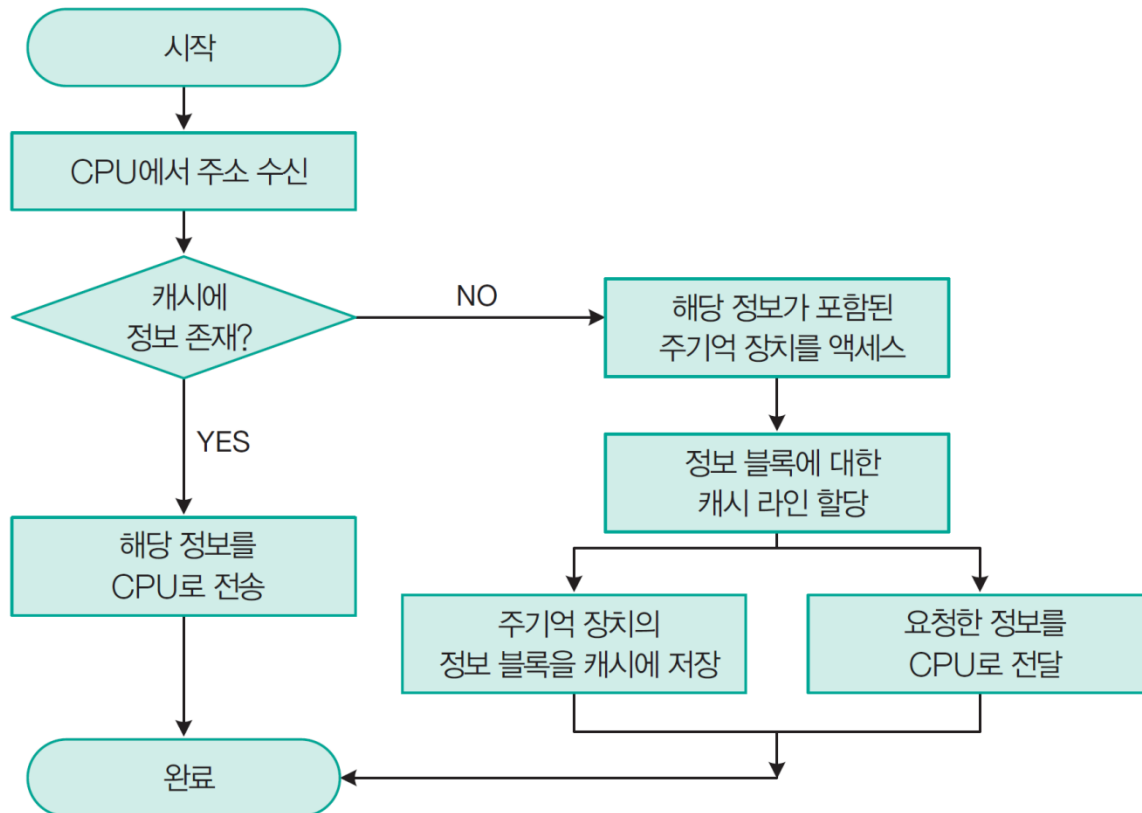 시작
CPU에서 주소 수신
캐시에
정보 존재?
NO
해당 정보가 포함된
주기억 장치를 액세스
YES
정보 블록에 대한
캐시 라인 할당
해당 정보를
CPU로 전송
주기억 장치의
정보 블록을 캐시에 저장
요청한 정보를
CPU로 전달
완료